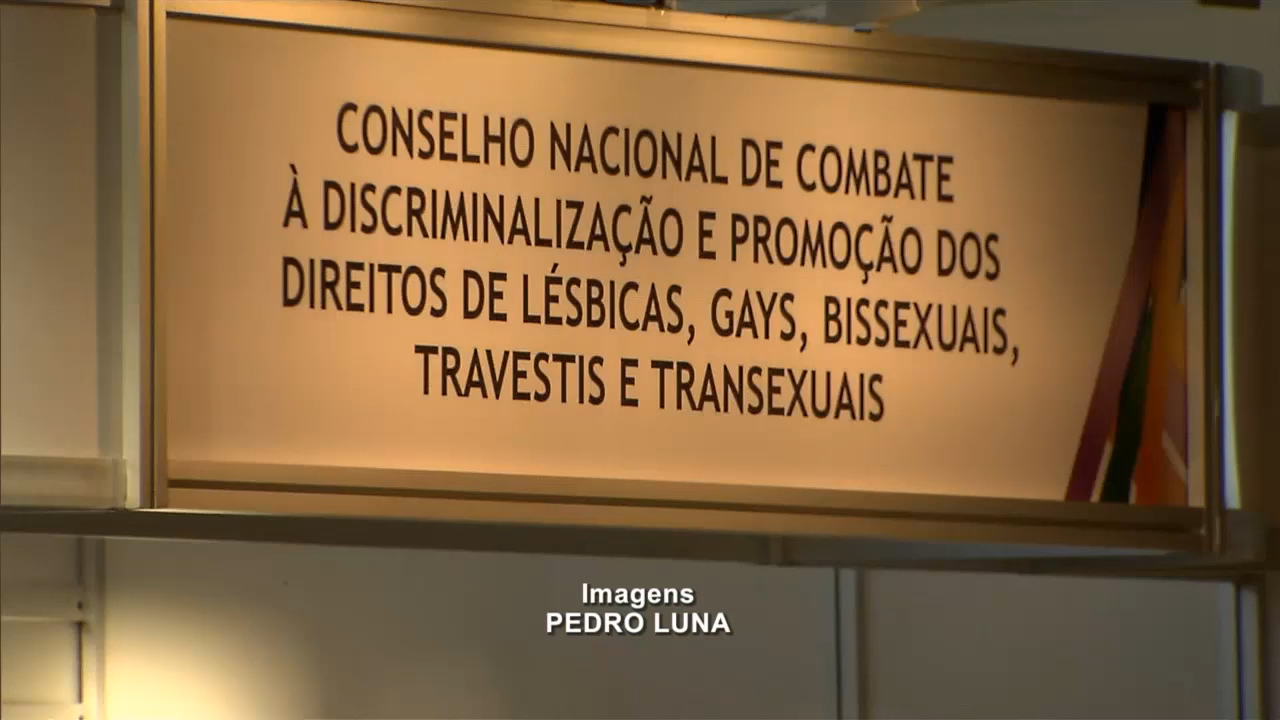 CONSELHO NACIONAL DE COMBATE
À DISCRIMINALIZAÇÃO E PROMOÇÃO DOS
DIREITOS DE LÉSBICAS, GAYS, BISSEXUAIS,
TRAVESTIS E TRANSEXUAIS
Imagens
PEDRO LUNA